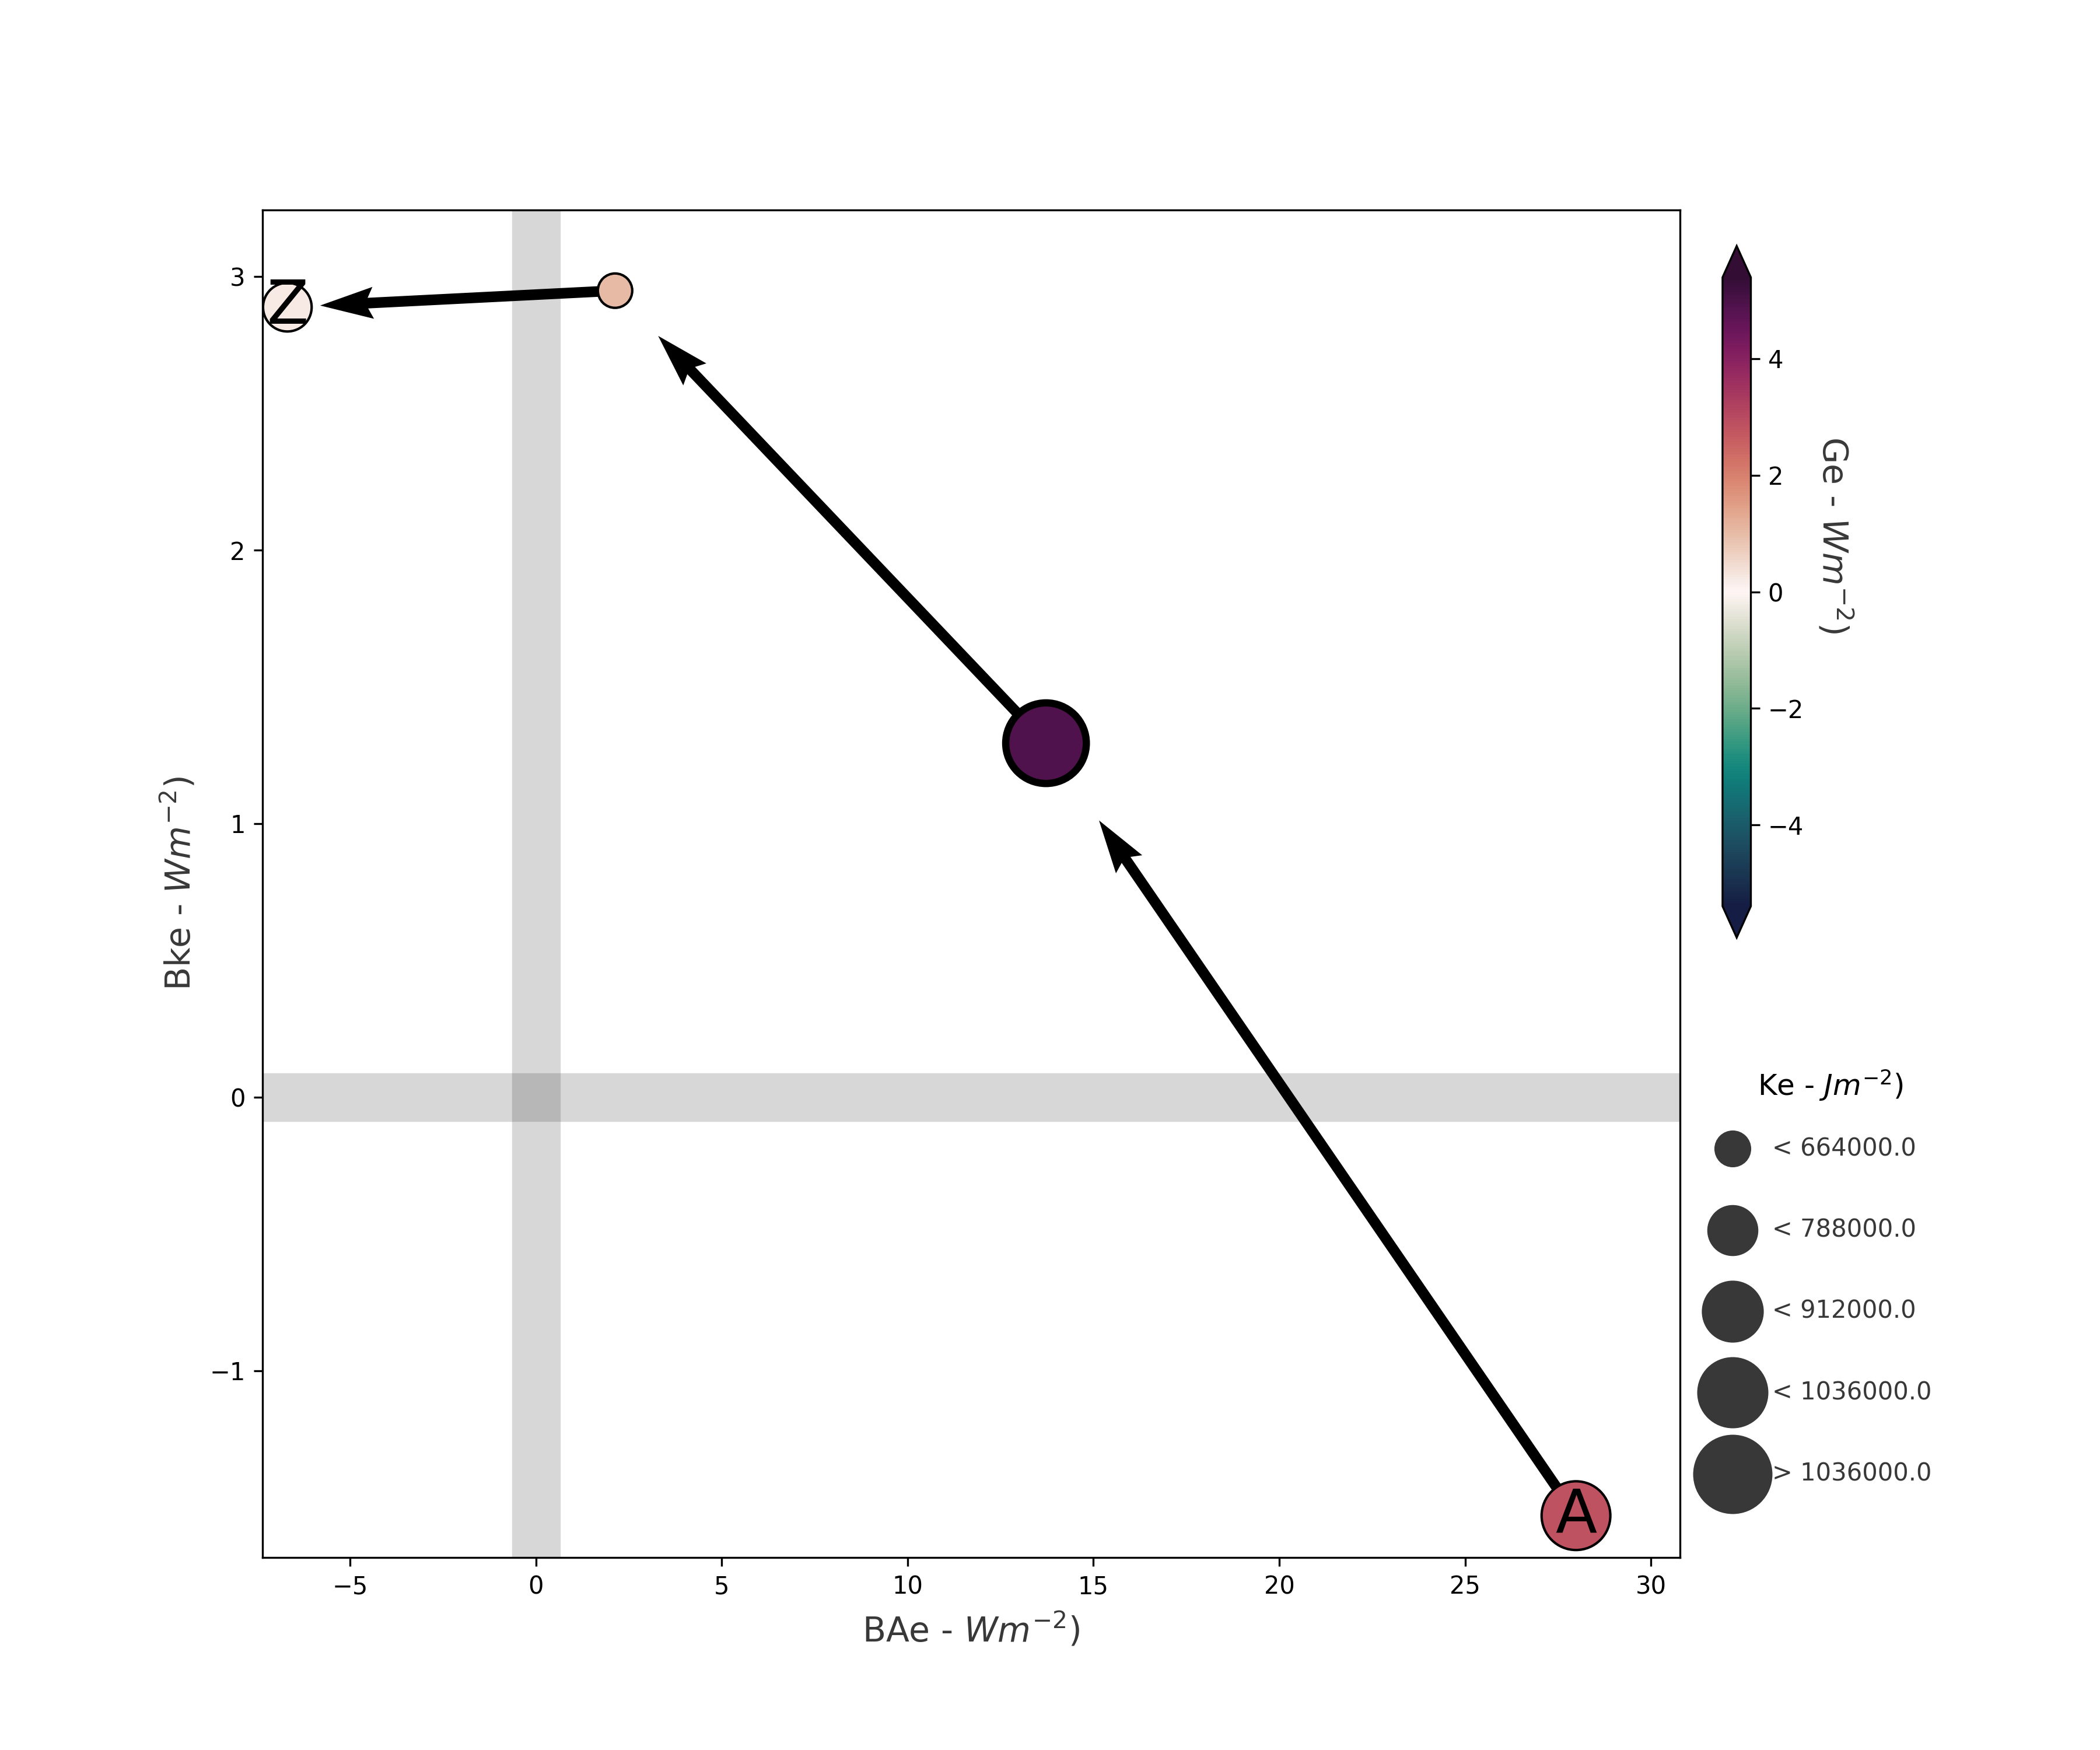 3
2
1
0
−1
Bke - Wm⁻²)
−5 0 5 10 15 20 25 30
BAe - Wm⁻²)
Z
A
4
2
0
−2
−4
Ge - Wm⁻²)
Ke - Jm⁻²)
< 664000.0
< 788000.0
< 912000.0
< 1036000.0
> 1036000.0